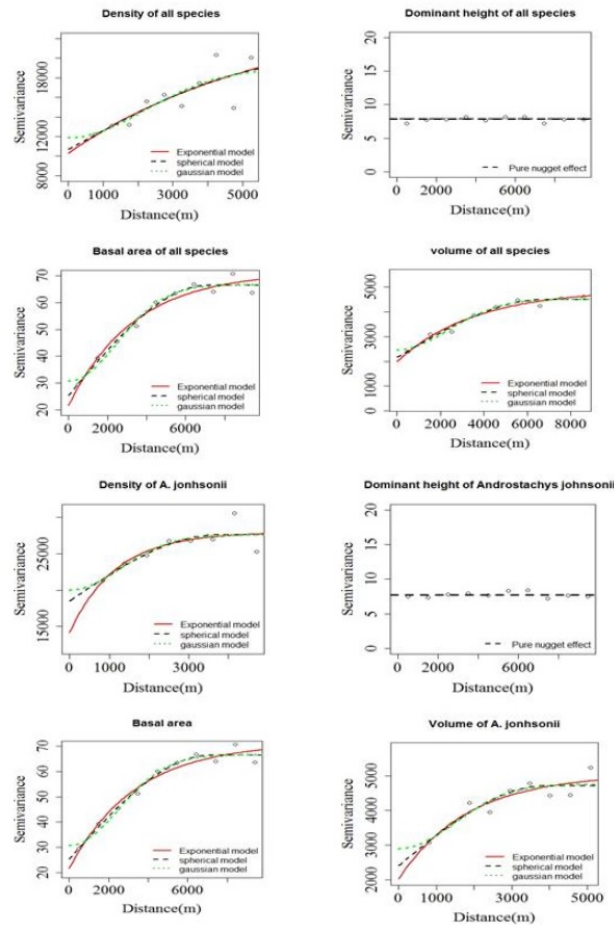 Density of all species
Semivariance
8000 12000 18000
Exponential model
spherical model
gaussian model
0 1000 3000 5000
Distance(m)
Dominant height of all species
Semivariance
0 5 10 15 20
Pure nugget effect
0 2000 6000
Distance(m)
Basal area of all species
Semivariance
20 30 40 50 60 70
Exponential model
spherical model
gaussian model
0 2000 6000
Distance(m)
volume of all species
Semivariance
0 1000 3000 5000
Exponential model
spherical model
gaussian model
0 2000 4000 6000 8000
Distance(m)
Density of A. jonhsonii
Semivariance
15000 25000
Exponential model
spherical model
gaussian model
0 1000 3000
Distance(m)
Dominant height of Androstachys johnsonii
Semivariance
0 5 10 15 20
Pure nugget effect
0 2000 6000
Distance(m)
Basal area
Semivariance
20 30 40 50 60 70
Exponential model
spherical model
gaussian model
0 2000 6000
Distance(m)
Volume of A. jonhsonii
Semivariance
2000 3000 4000 5000
Exponential model
spherical model
gaussian model
0 1000 3000 5000
Distance(m)